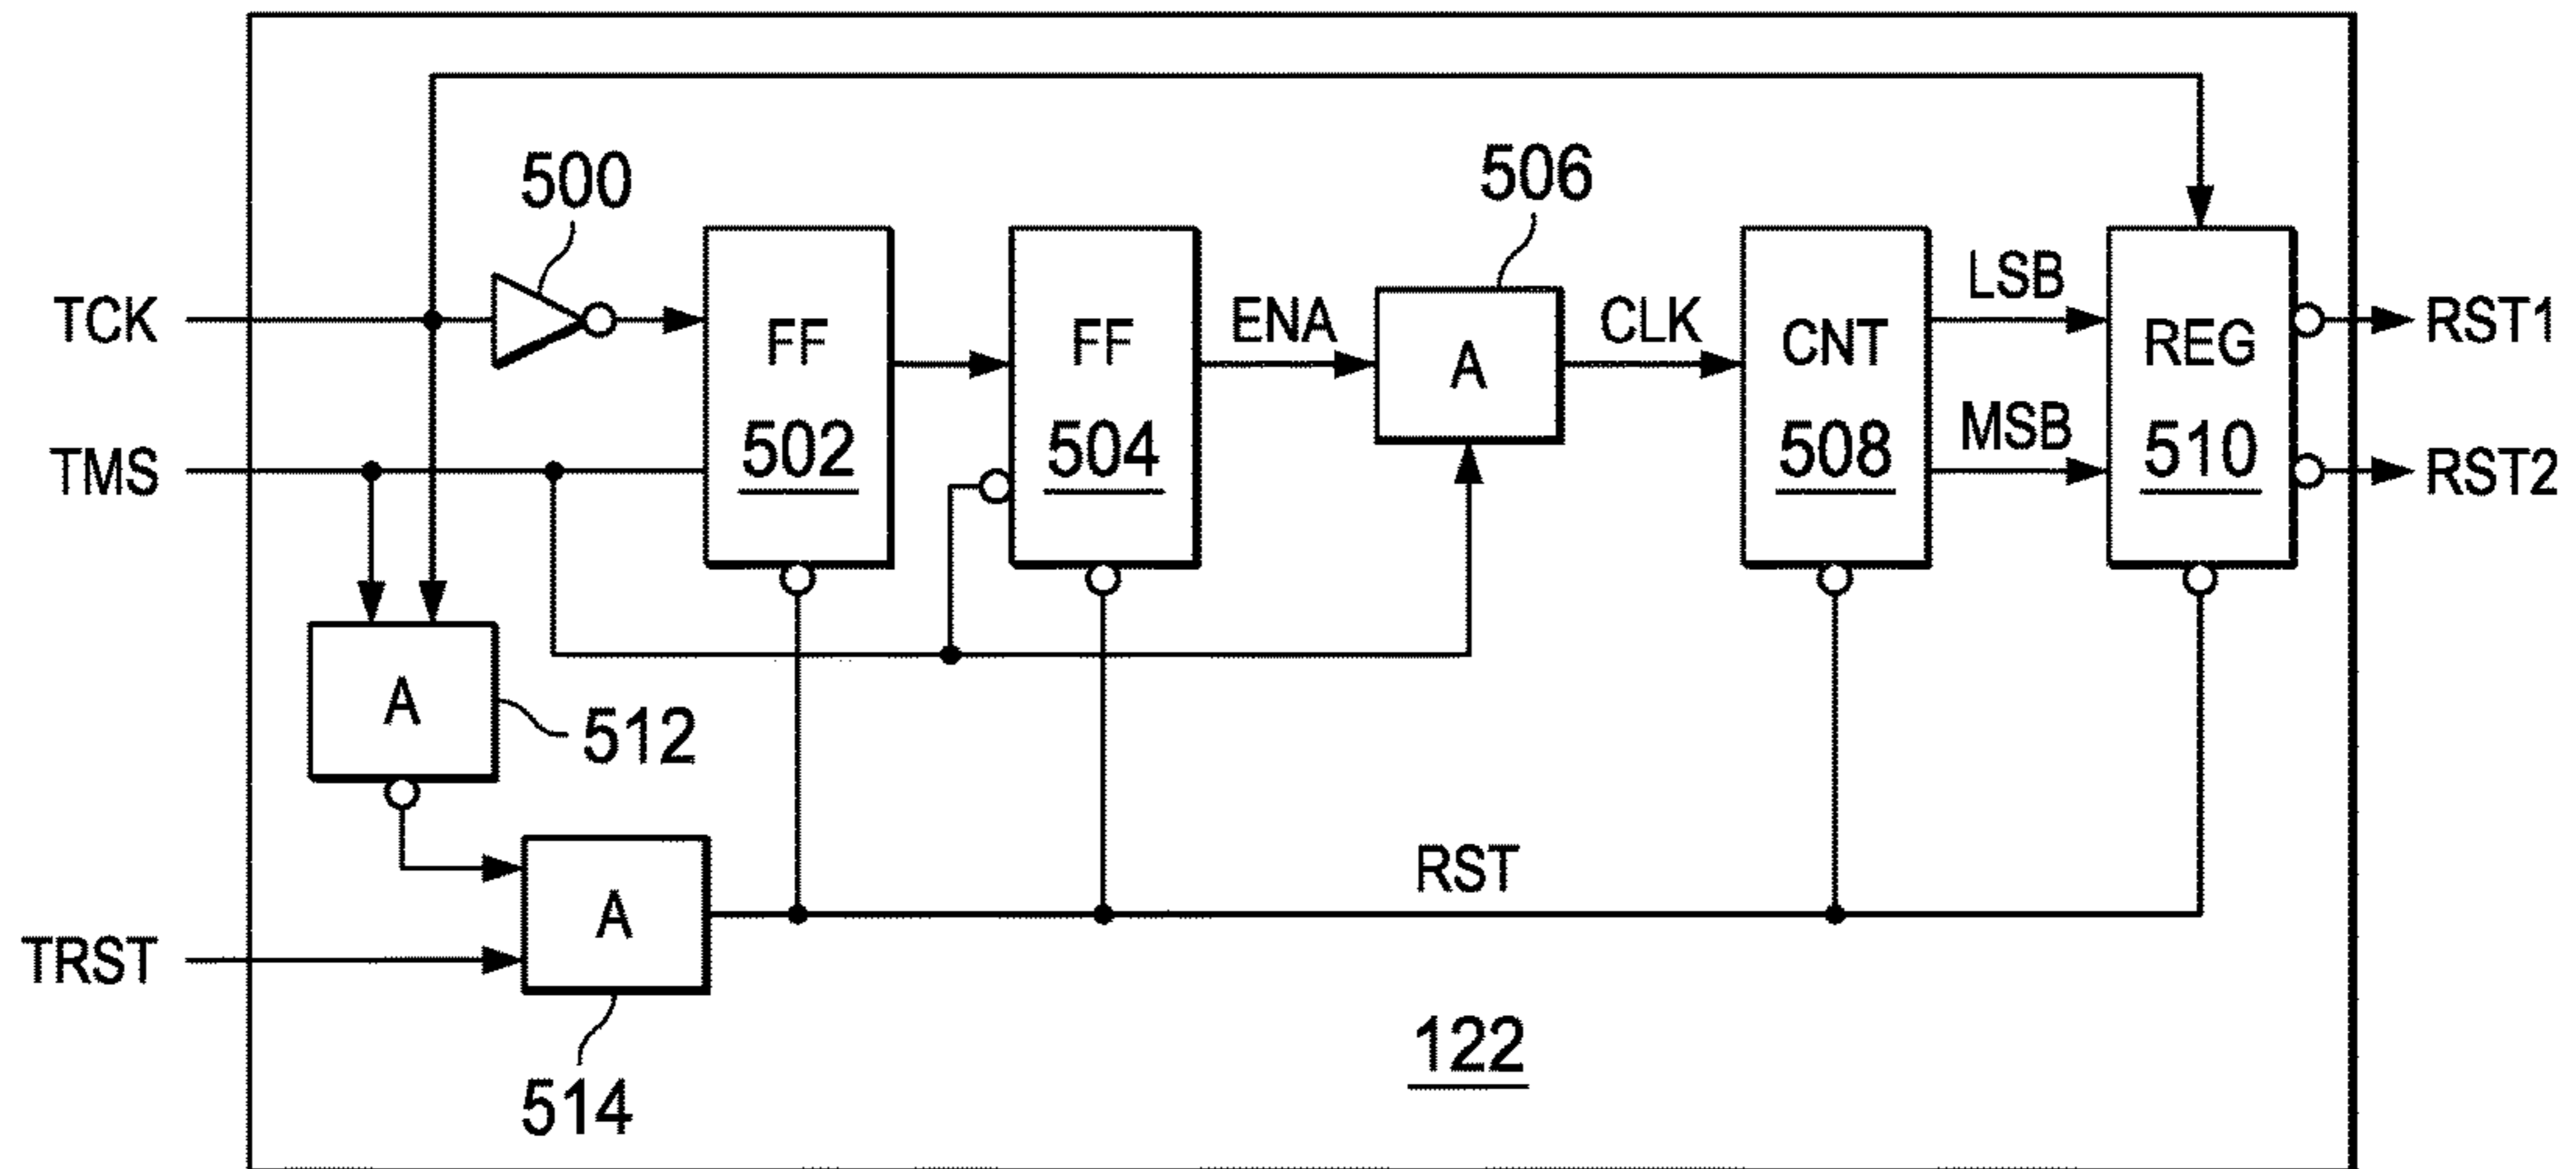 506
500
LSB
TCK
FF
FF
ENA
CLK
CNT
REG
RST1
A
MSB
TMS
502
504
508
510
RST2
A
512
RST
A
TRST
122
514